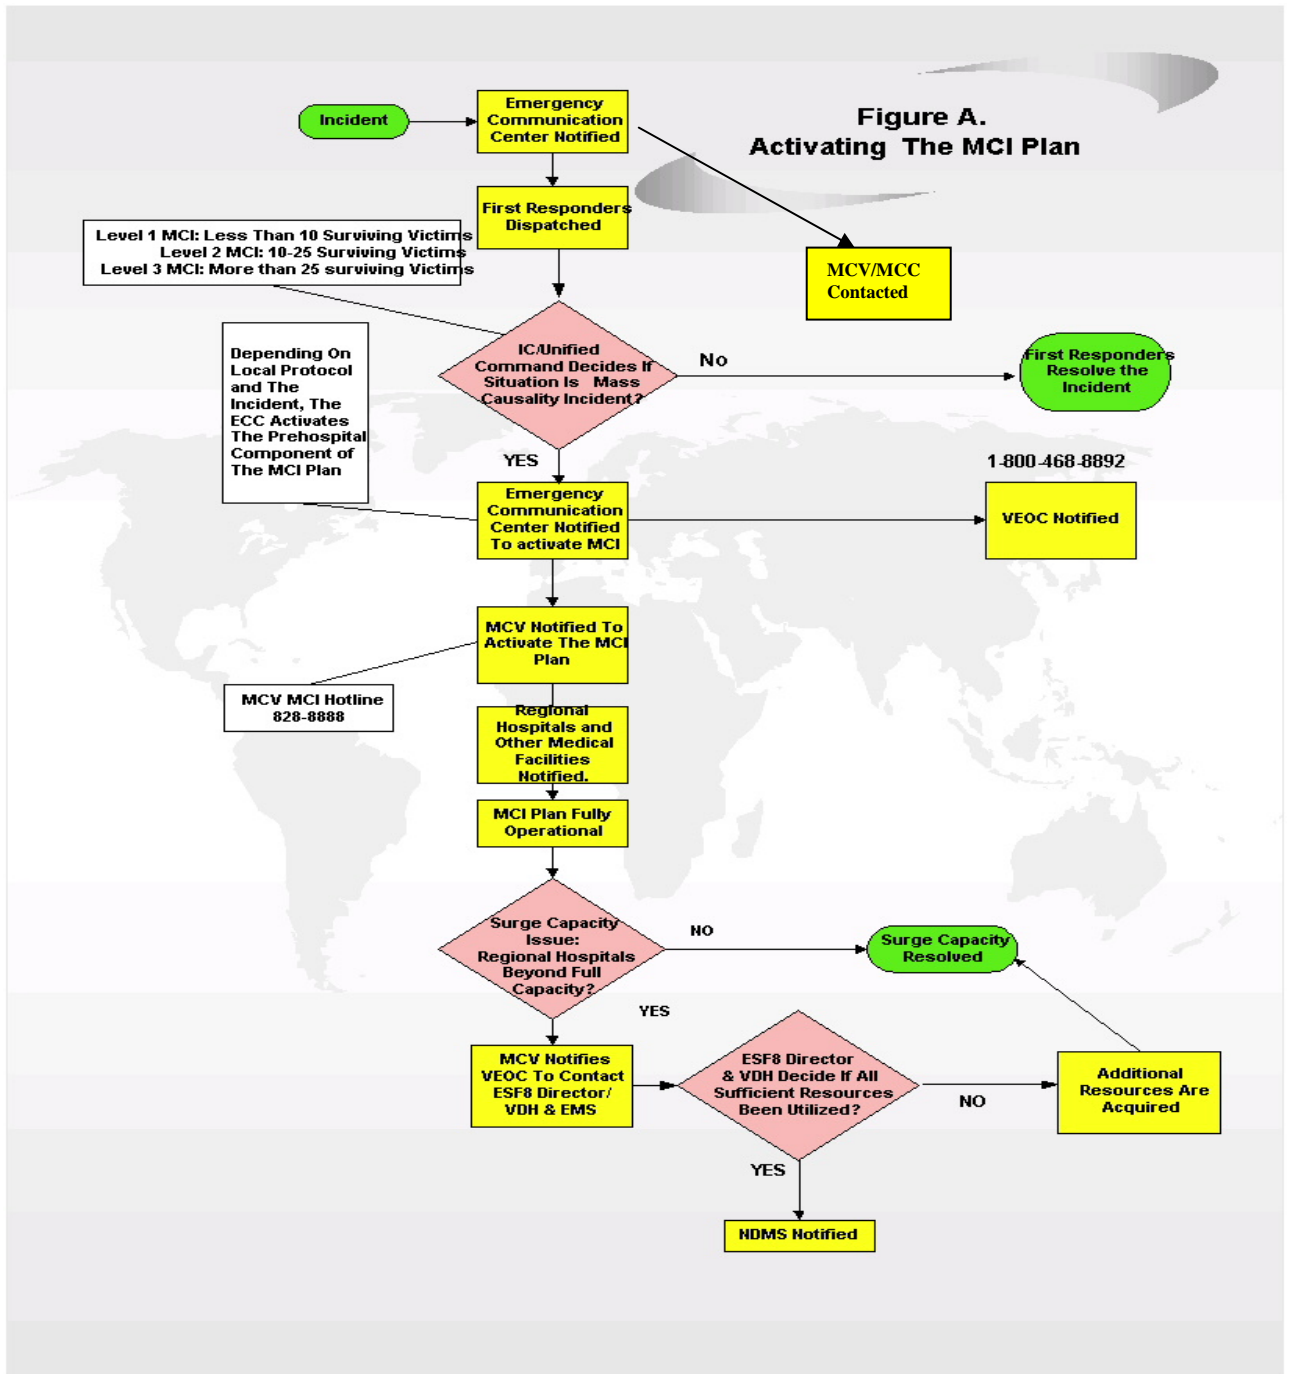 Figure A.
Activating The MCI Plan
Incident
Emergency
Communication
Center Notified
First Responders
Dispatched
MCV/MCC
Contacted
Level 1 MCI: Less Than 10 Surviving Victims
Level 2 MCI: 10-25 Surviving Victims
Level 3 MCI: More than 25 surviving Victims
IC/Unified
Command Decides If
Situation Is Mass
Causality Incident?
No
First Responders
Resolve the
Incident
Depending On
Local Protocol
and The
Incident, The
ECC Activates
The Prehospital
Component of
The MCI Plan
YES
Emergency
Communication
Center Notified
To activate MCI
1-800-468-8892
VEOC Notified
MCV Notified To
Activate The MCI
Plan
MCV MCI Hotline
828-8888
Regional
Hospitals and
Other Medical
Facilities
Notified.
MCI Plan Fully
Operational
Surge Capacity
Issue:
Regional Hospitals
Beyond Full
Capacity?
NO
Surge Capacity
Resolved
YES
MCV Notifies
VEOC To Contact
ESF8 Director/
VDH & EMS
ESF8 Director
& VDH Decide If All
Sufficient Resources
Been Utilized?
NO
Additional
Resources Are
Acquired
YES
NDMS Notified